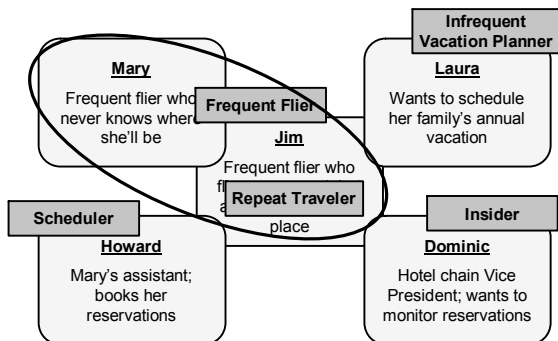 Infrequent
Vacation Planner
Mary
Frequent flier who
never knows where
she'll be
Laura
Wants to schedule
her family's annual
vacation
Frequent Flier
Jim
Frequent flier who
Repeat Traveler
place
Scheduler
Howard
Mary's assistant;
books her
reservations
Insider
Dominic
Hotel chain Vice
President; wants to
monitor reservations